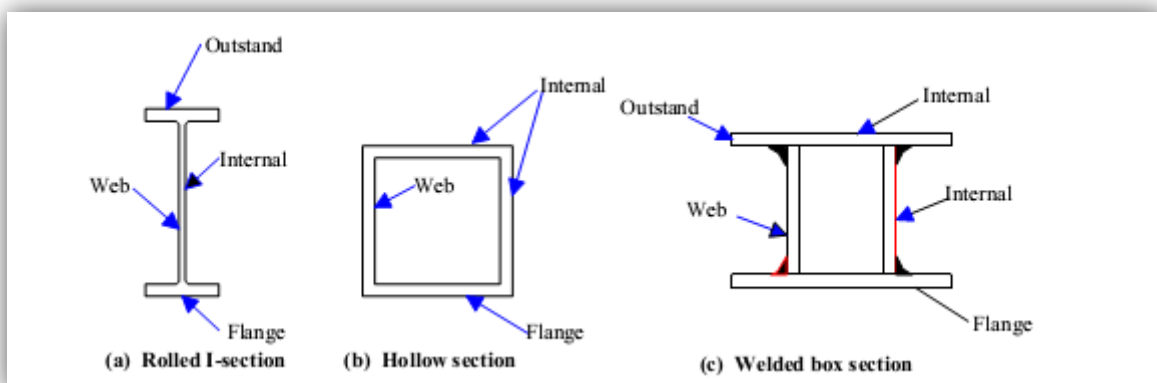 Outstand
Internal
Web
Flange
(a) Rolled I-section
Internal
Web
Flange
(b) Hollow section
Outstand
Internal
Internal
Web
Flange
(c) Welded box section